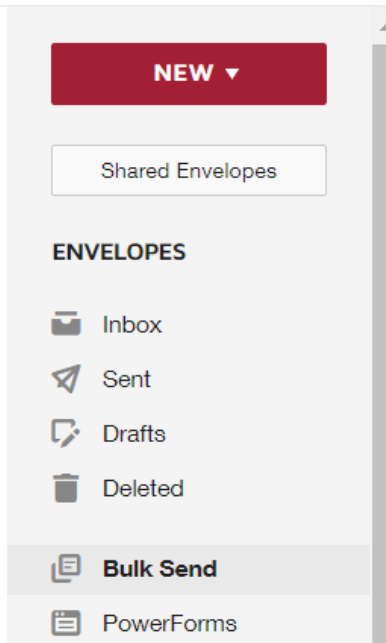 NEW
Shared Envelopes
ENVELOPES
Inbox
Sent
Drafts
Deleted
Bulk Send
PowerForms